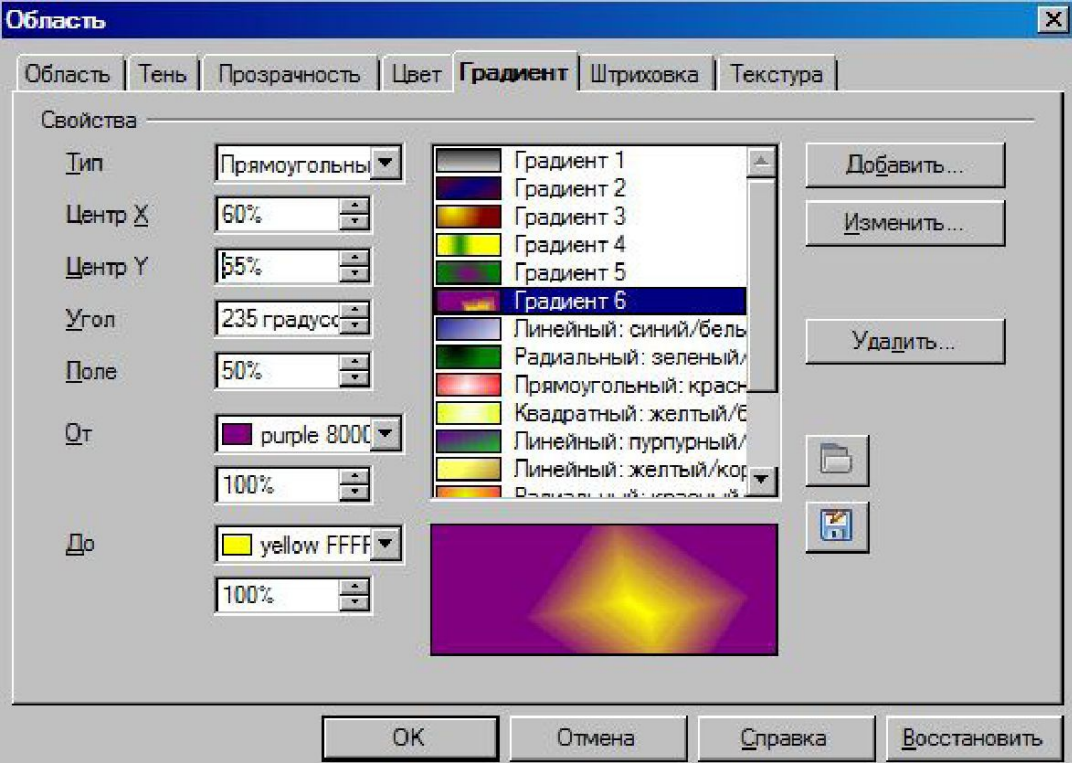 Область
Область Тень Прозрачность Цвет Градиент Штриховка Текстура
Свойства
Тип
Прямоугольны
Центр X
60%
Центр Y
55%
Угол
235 градусо
Поле
50%
От
purple 800C
100%
До
yellow FFFF
100%
Градиент 1
Градиент 2
Градиент 3
Градиент 4
Градиент 5
Градиент 6
Линейный: синий/белы
Радиальный: зеленый/
Прямоугольный: красн
Квадратный: желтый/б
Линейный: пурпурный/
Линейный: желтый/кор
Радиальный: красный
Добавить...
Изменить...
Удалить...
OK Отмена Справка Восстановить